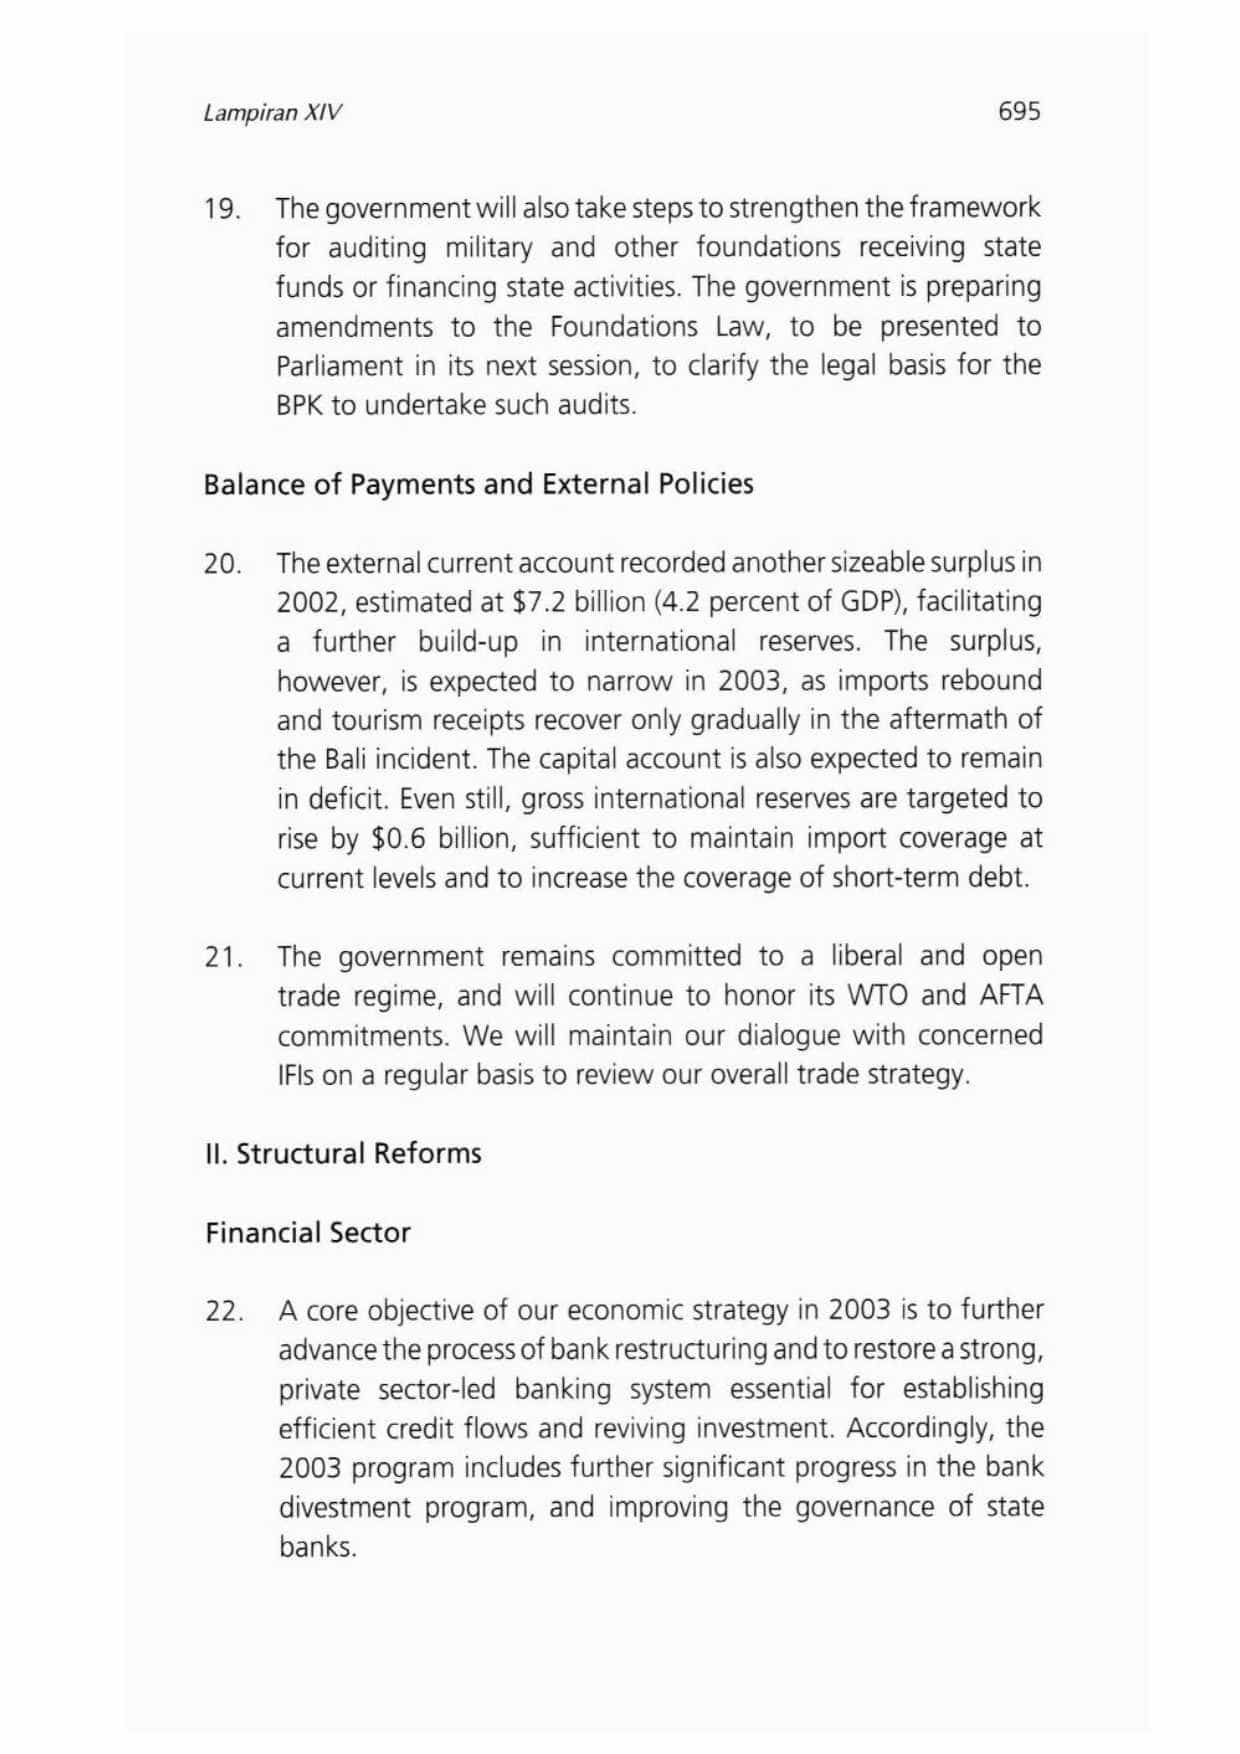 Lampiran XIV 695
19. The government will also take steps to strengthen the framework
for auditing military and other foundations receiving state
funds or financing state activities. The government is preparing
amendments to the Foundations Law, to be presented to
Parliament in its next session, to clarify the legal basis for the
BPK to undertake such audits.
Balance of Payments and External Policies
20. The external current account recorded another sizeable surplus in
2002, estimated at $7.2 billion (4.2 percent of GDP), facilitating
a further build-up in international reserves. The surplus,
however, is expected to narrow in 2003, as imports rebound
and tourism receipts recover only gradually in the aftermath of
the Bali incident. The capital account is also expected to remain
in deficit. Even still, gross international reserves are targeted to
rise by $0.6 billion, sufficient to maintain import coverage at
current levels and to increase the coverage of short-term debt.
21. The government remains committed to a liberal and open
trade regime, and will continue to honor its WTO and AFTA
commitments. We will maintain our dialogue with concerned
IFIs on a regular basis to review our overall trade strategy.
II. Structural Reforms
Financial Sector
22. A core objective of our economic strategy in 2003 is to further
advance the process of bank restructuring and to restore a strong,
private sector-led banking system essential for establishing
efficient credit flows and reviving investment. Accordingly, the
2003 program includes further significant progress in the bank
divestment program, and improving the governance of state
banks.